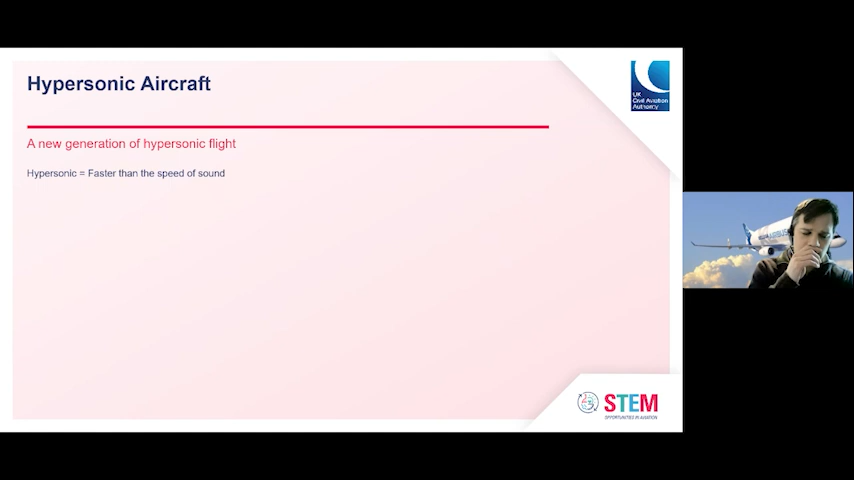 Hypersonic Aircraft
A new generation of hypersonic flight
Hypersonic = Faster than the speed of sound
UK
Civil Aviation
Authority
AIRBUS
STEM
OPPORTUNITIES IN AVIATION